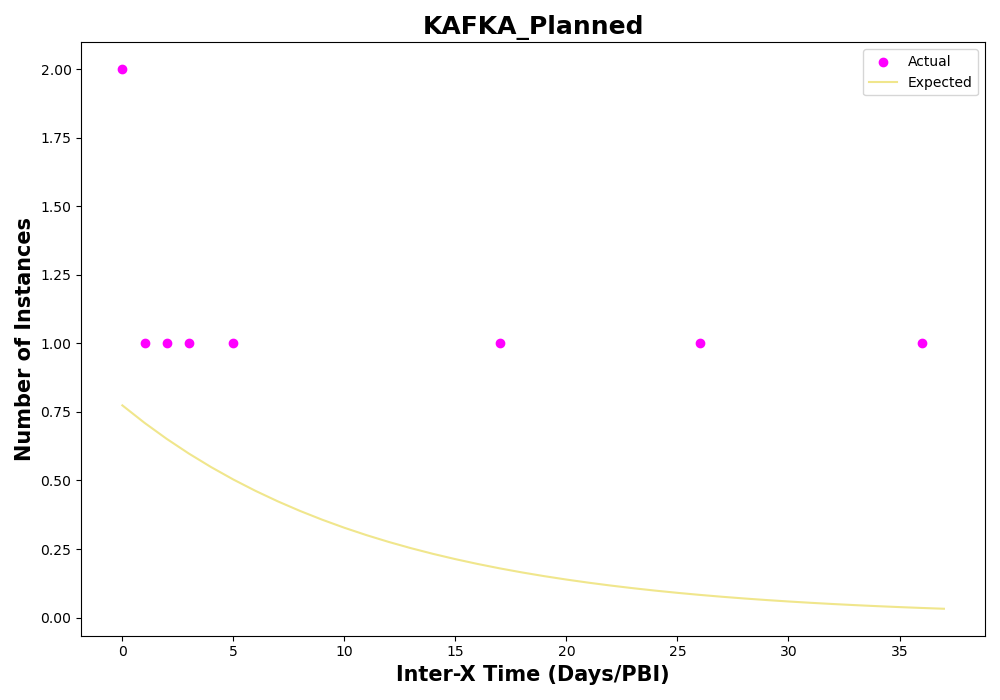 KAFKA_Planned
Actual
Expected
Number of Instances
2.00
1.75
1.50
1.25
1.00
0.75
0.50
0.25
0.00
0 5 10 15 20 25 30 35
Inter-X Time (Days/PBI)